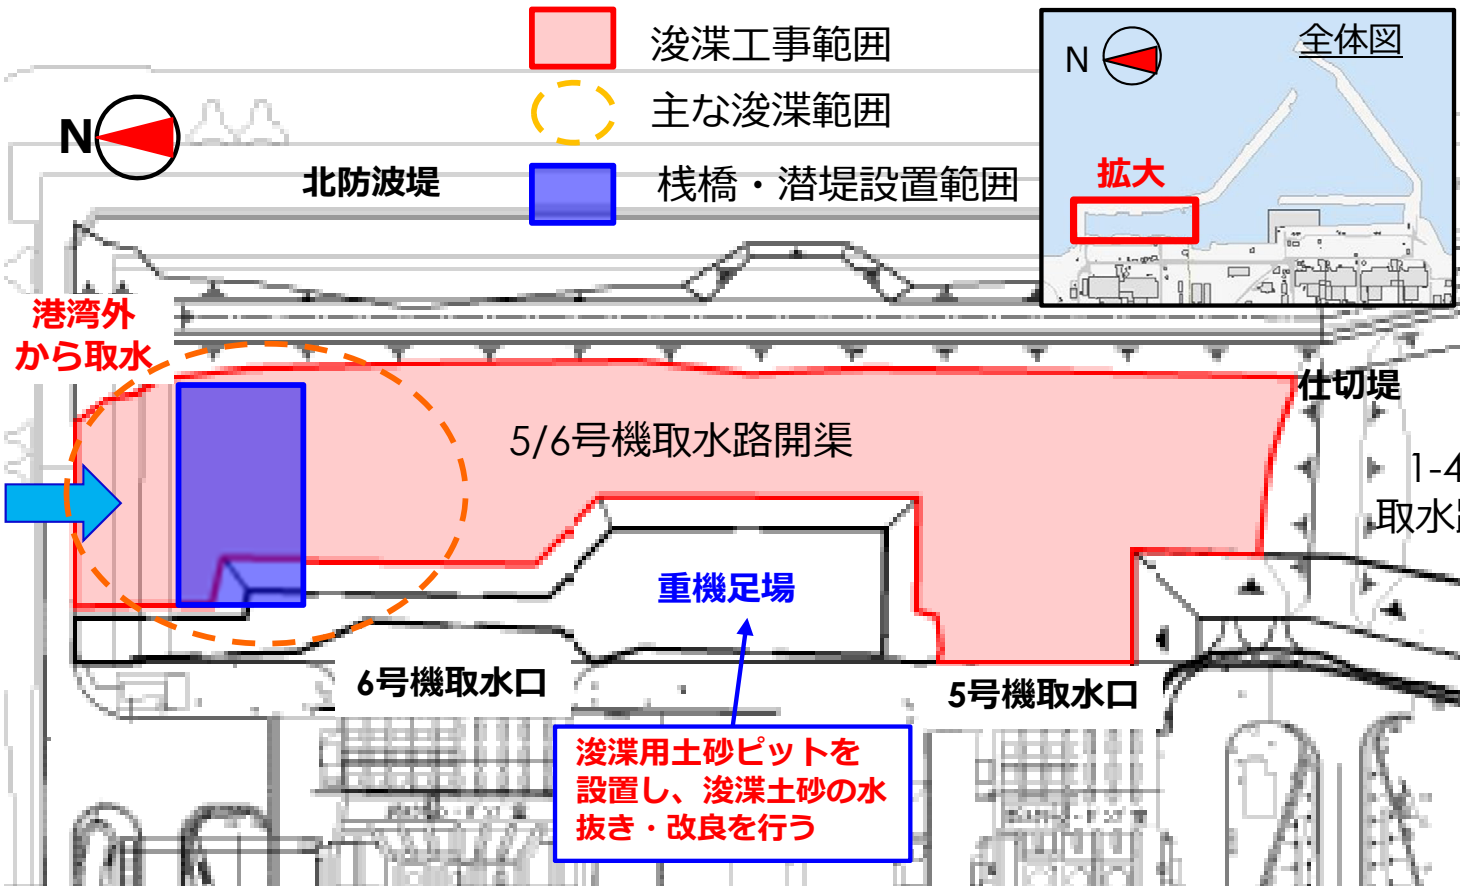 浚渫工事範囲
主な浚渫範囲
桟橋・潜堤設置範囲
N
全体図
拡大
N
北防波堤
港湾外
から取水
仕切堤
5/6号機取水路開渠
1-4
取水路
重機足場
6号機取水口
5号機取水口
浚渫用土砂ピットを
設置し、浚渫土砂の水
抜き・改良を行う